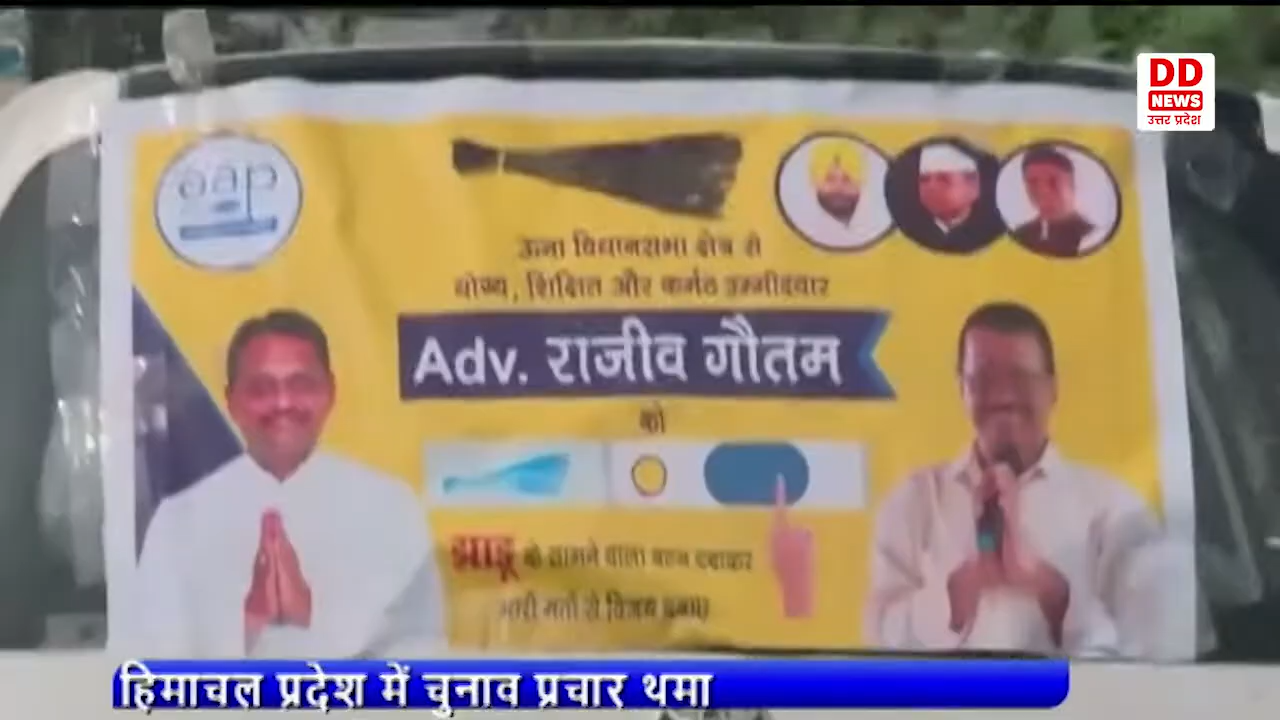 DD
NEWS
उत्तर प्रदेश
aap
ऊना विधानसभा क्षेत्र से
योग्य, शिक्षित और कर्मठ उम्मीदवार
Adv. राजीव गौतम
को
झाड़ू के सामने वाला बटन दबाकर
भारी मतों से विजय बनाएं
हिमाचल प्रदेश में चुनाव प्रचार थमा